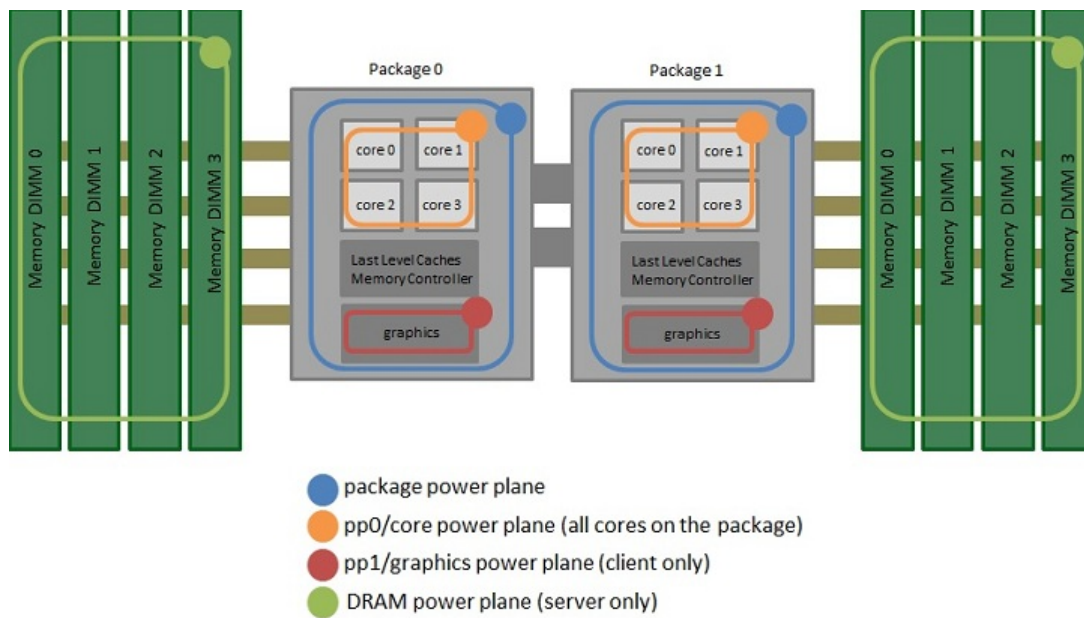 Package 0
Package 1
Memory DIMM 0
Memory DIMM 1
Memory DIMM 2
Memory DIMM 3
core 0
core 1
core 2
core 3
Last Level Caches
Memory Controller
graphics
core 0
core 1
core 2
core 3
Last Level Caches
Memory Controller
graphics
Memory DIMM 0
Memory DIMM 1
Memory DIMM 2
Memory DIMM 3
package power plane
pp0/core power plane (all cores on the package)
pp1/graphics power plane (client only)
DRAM power plane (server only)